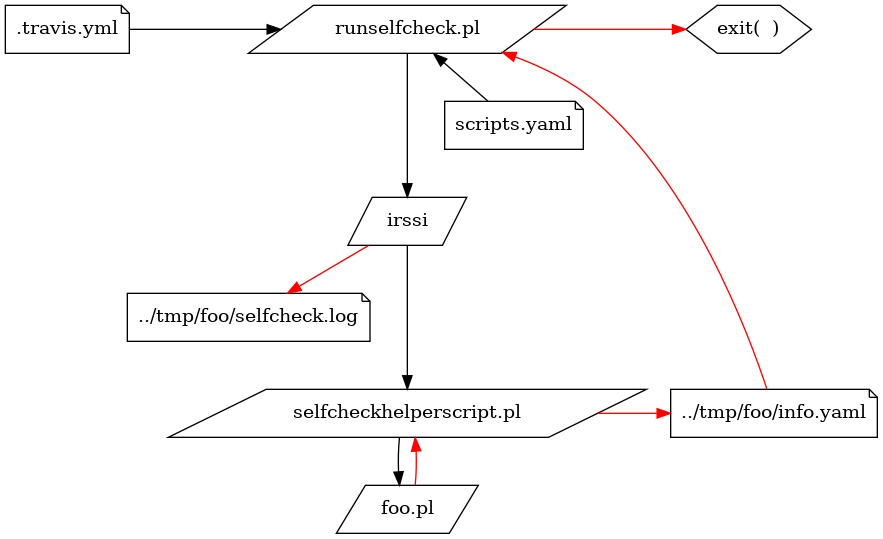 .travis.yml
runselfcheck.pl
exit(  )
scripts.yaml
irssi
../tmp/foo/selfcheck.log
selfcheckhelperscript.pl
../tmp/foo/info.yaml
foo.pl